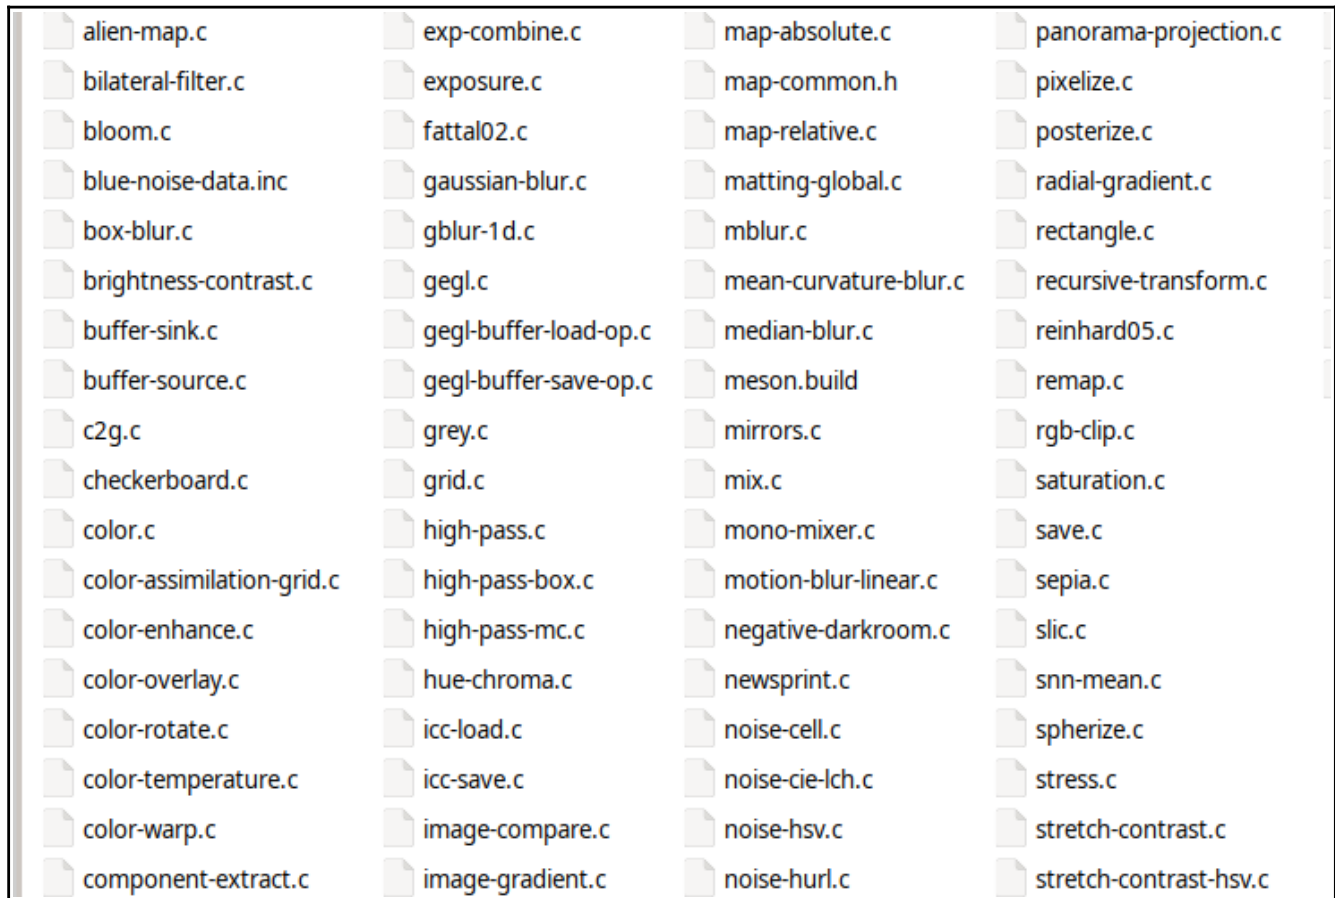 alien-map.c
bilateral-filter.c
bloom.c
blue-noise-data.inc
box-blur.c
brightness-contrast.c
buffer-sink.c
buffer-source.c
c2g.c
checkerboard.c
color.c
color-assimilation-grid.c
color-enhance.c
color-overlay.c
color-rotate.c
color-temperature.c
color-warp.c
component-extract.c
exp-combine.c
exposure.c
fattal02.c
gaussian-blur.c
gblur-1d.c
gegl.c
gegl-buffer-load-op.c
gegl-buffer-save-op.c
grey.c
grid.c
high-pass.c
high-pass-box.c
high-pass-mc.c
hue-chroma.c
icc-load.c
icc-save.c
image-compare.c
image-gradient.c
map-absolute.c
map-common.h
map-relative.c
matting-global.c
mblur.c
mean-curvature-blur.c
median-blur.c
meson.build
mirrors.c
mix.c
mono-mixer.c
motion-blur-linear.c
negative-darkroom.c
newsprint.c
noise-cell.c
noise-cie-lch.c
noise-hsv.c
noise-hurl.c
panorama-projection.c
pixelize.c
posterize.c
radial-gradient.c
rectangle.c
recursive-transform.c
reinhard05.c
remap.c
rgb-clip.c
saturation.c
save.c
sepia.c
slic.c
snn-mean.c
spherize.c
stress.c
stretch-contrast.c
stretch-contrast-hsv.c